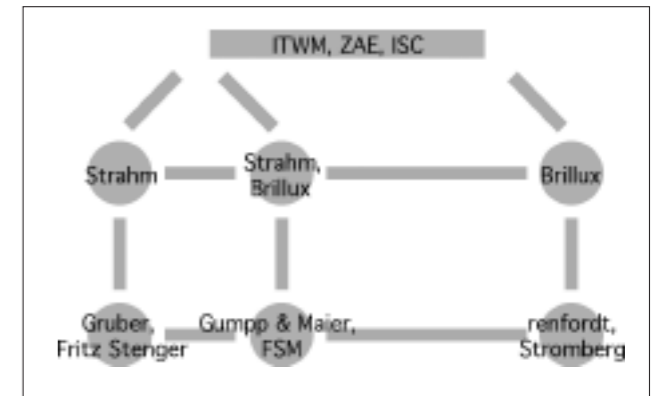 ITWM, ZAE, ISC
Strahm
Strahm,
Brillux
Brillux
Gruber,
Fritz Stenger
Gumpp & Maier,
FSM
renfordt,
Stromberg